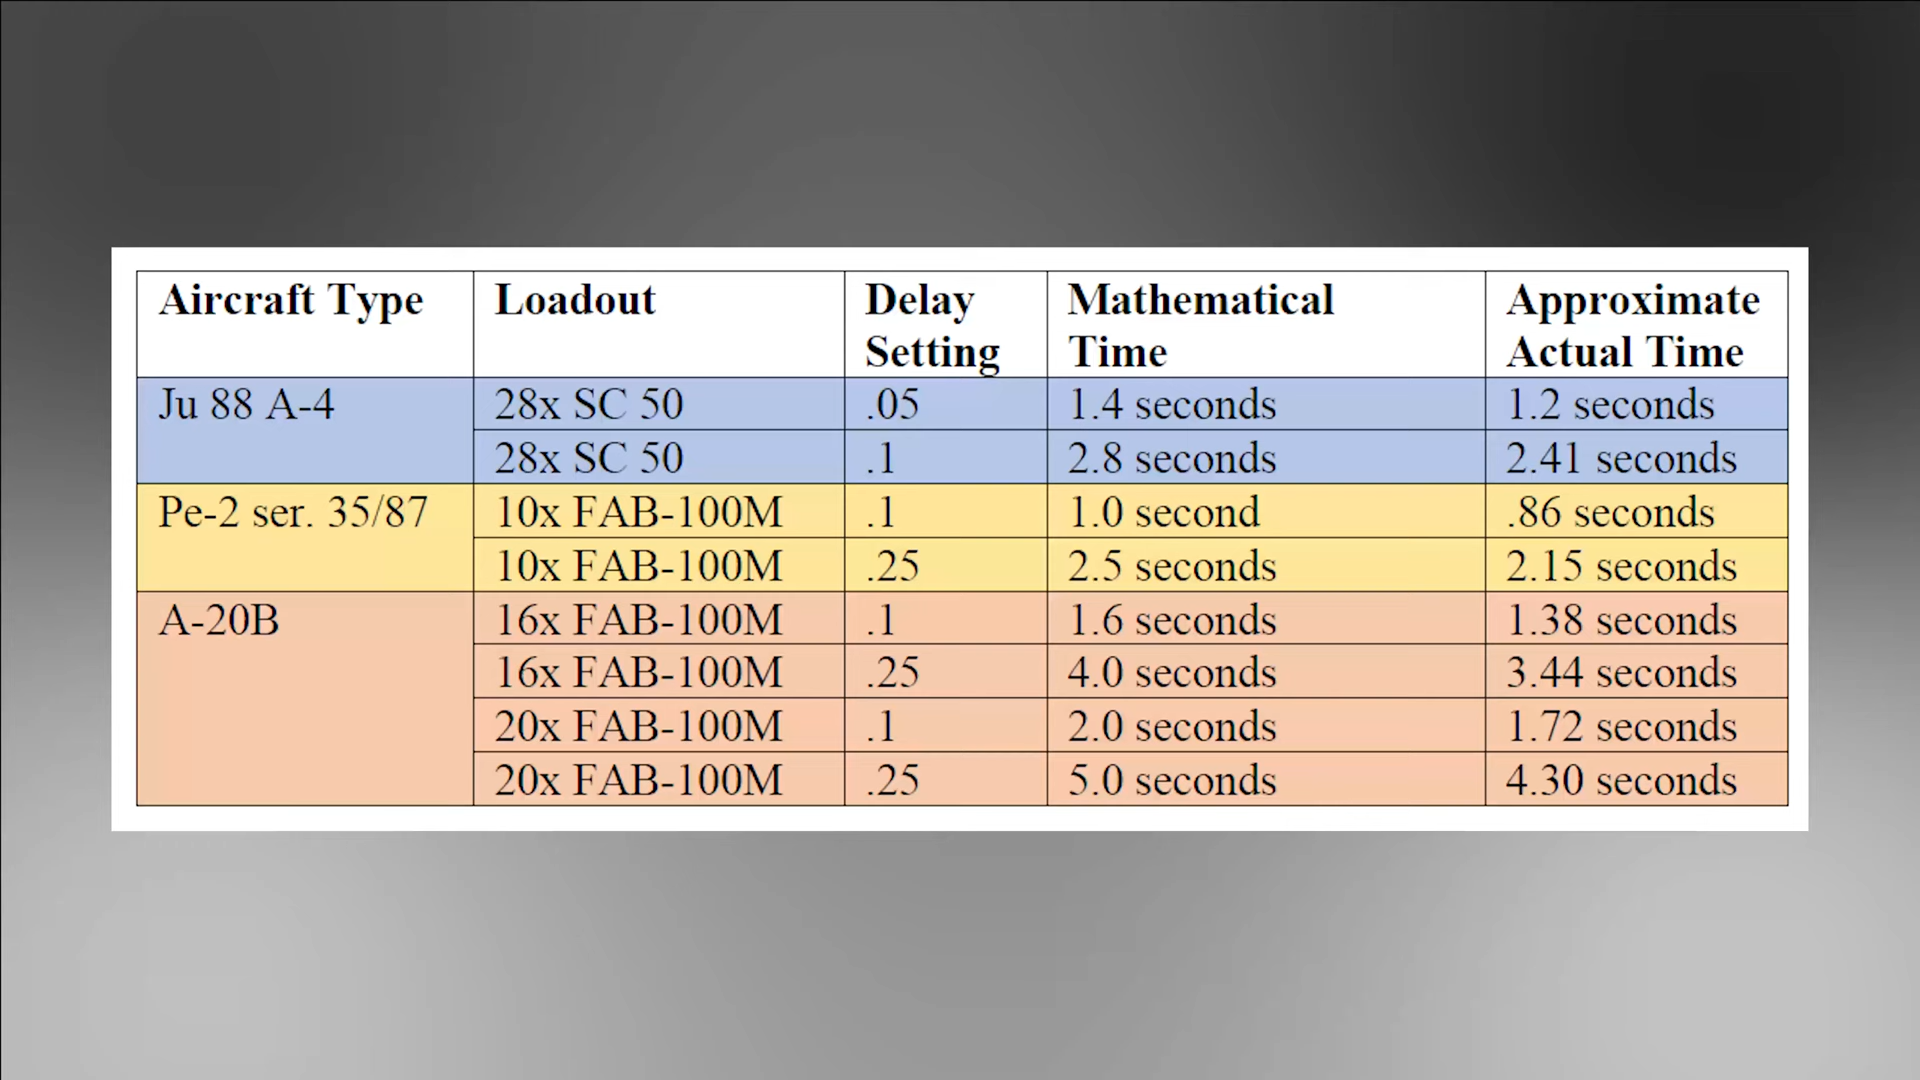 Aircraft Type Loadout Delay Setting Mathematical Time Approximate Actual Time
Ju 88 A-4 28x SC 50 .05 1.4 seconds 1.2 seconds
28x SC 50 .1 2.8 seconds 2.41 seconds
Pe-2 ser. 35/87 10x FAB-100M .1 1.0 second .86 seconds
10x FAB-100M .25 2.5 seconds 2.15 seconds
A-20B 16x FAB-100M .1 1.6 seconds 1.38 seconds
16x FAB-100M .25 4.0 seconds 3.44 seconds
20x FAB-100M .1 2.0 seconds 1.72 seconds
20x FAB-100M .25 5.0 seconds 4.30 seconds